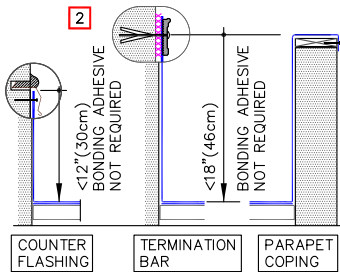 2
<12"(30cm)
BONDING ADHESIVE
NOT REQUIRED
<18"(46cm)
BONDING ADHESIVE
NOT REQUIRED
COUNTER
FLASHING
TERMINATION
BAR
PARAPET
COPING